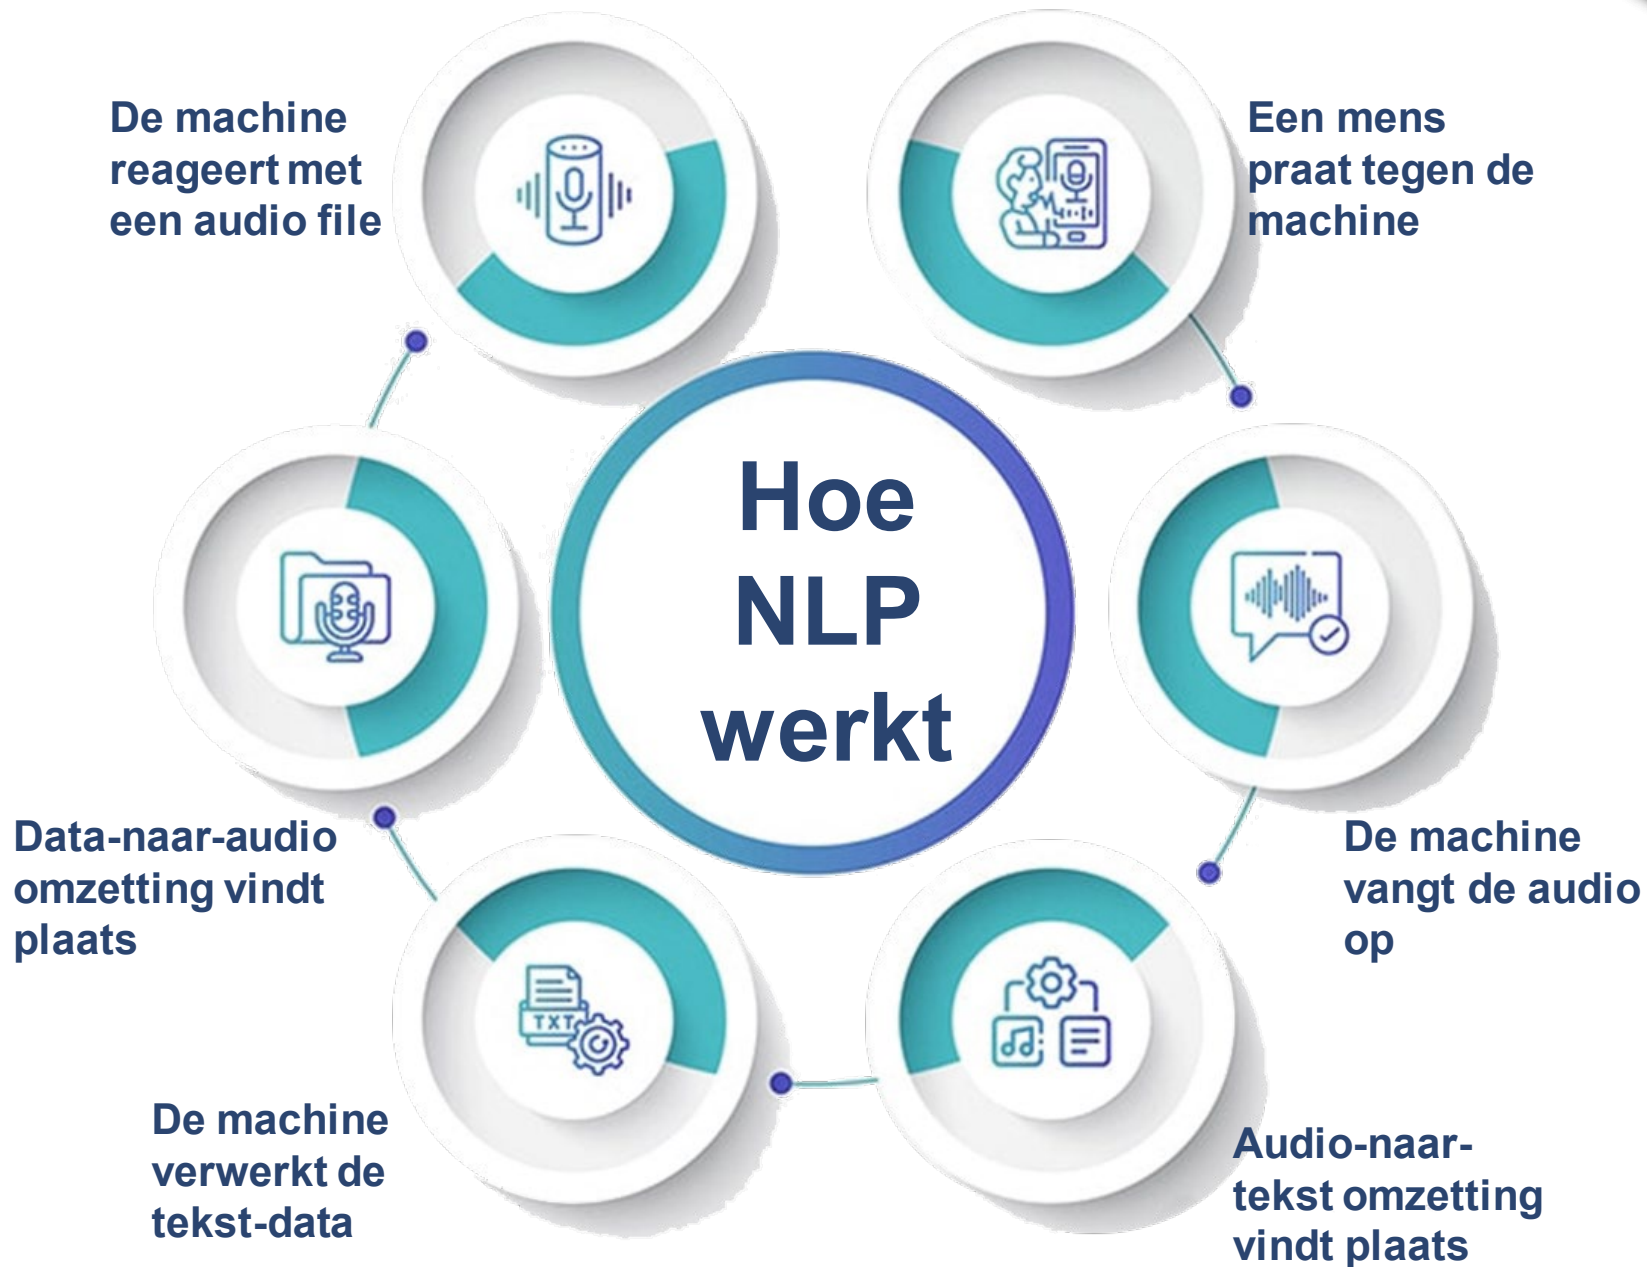 Hoe
NLP
werkt
Een mens
praat tegen de
machine
De machine
vangt de audio
op
Audio-naar-
tekst omzetting
vindt plaats
De machine
verwerkt de
tekst-data
TXT
Data-naar-audio
omzetting vindt
plaats
De machine
reageert met
een audio file